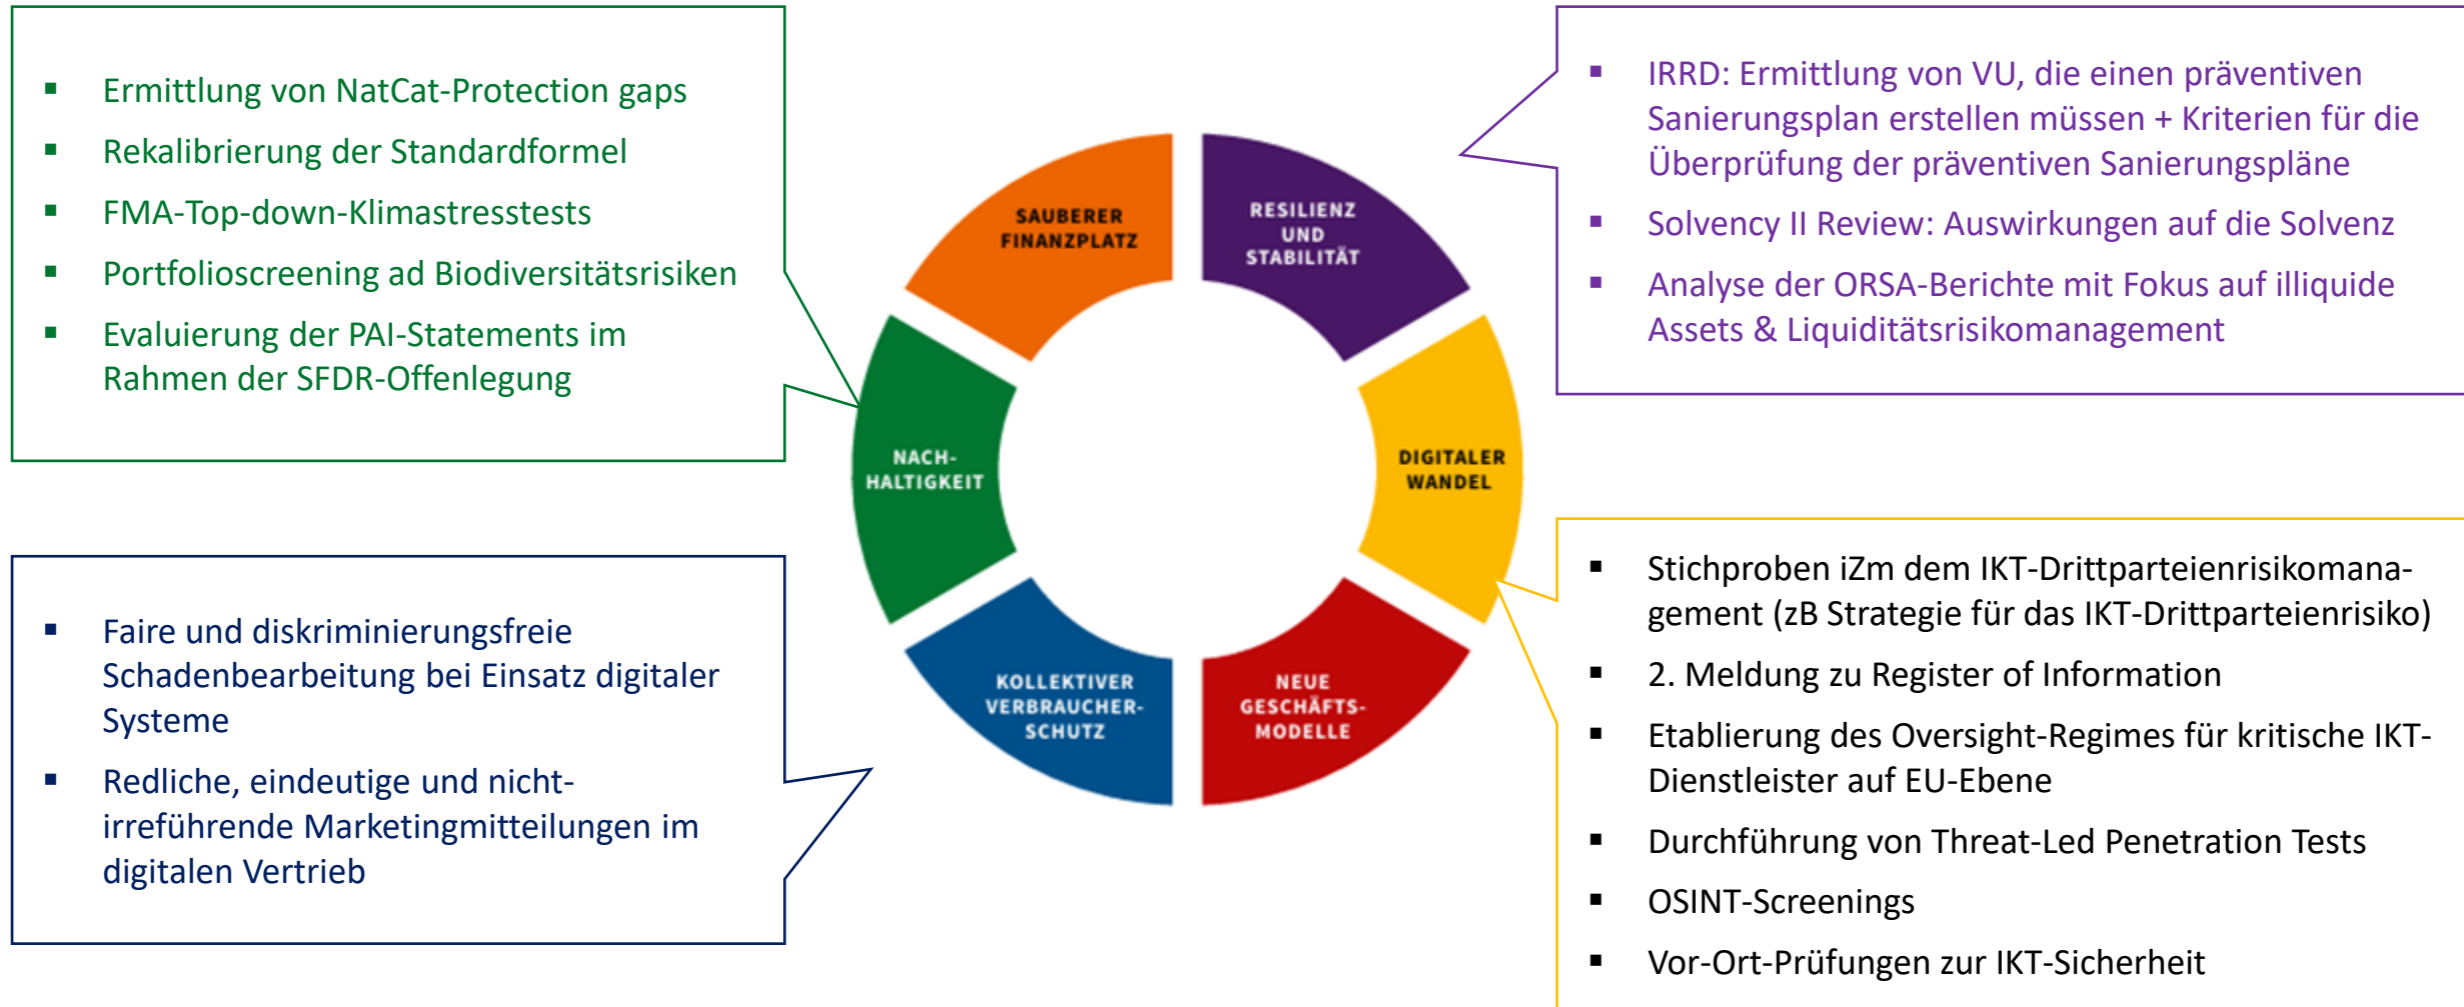 ▪ Ermittlung von NatCat-Protection gaps
▪ Rekalibrierung der Standardformel
▪ FMA-Top-down-Klimastresstests
▪ Portfolioscreening ad Biodiversitätsrisiken
▪ Evaluierung der PAI-Statements im
Rahmen der SFDR-Offenlegung
▪ IRRD: Ermittlung von VU, die einen präventiven
Sanierungsplan erstellen müssen + Kriterien für die
Überprüfung der präventiven Sanierungspläne
▪ Solvency II Review: Auswirkungen auf die Solvenz
▪ Analyse der ORSA-Berichte mit Fokus auf illiquide
Assets & Liquiditätsrisikomanagement
SAUBERER
FINANZPLATZ
RESILIENZ
UND
STABILITÄT
NACH-
HALTIGKEIT
DIGITALER
WANDEL
KOLLEKTIVER
VERBRAUCHER-
SCHUTZ
NEUE
GESCHÄFTS-
MODELLE
▪ Faire und diskriminierungsfreie
Schadenbearbeitung bei Einsatz digitaler
Systeme
▪ Redliche, eindeutige und nicht-
irreführende Marketingmitteilungen im
digitalen Vertrieb
▪ Stichproben iZm dem IKT-Drittparteienrisikomana-
gement (zB Strategie für das IKT-Drittparteienrisiko)
▪ 2. Meldung zu Register of Information
▪ Etablierung des Oversight-Regimes für kritische IKT-
Dienstleister auf EU-Ebene
▪ Durchführung von Threat-Led Penetration Tests
▪ OSINT-Screenings
▪ Vor-Ort-Prüfungen zur IKT-Sicherheit